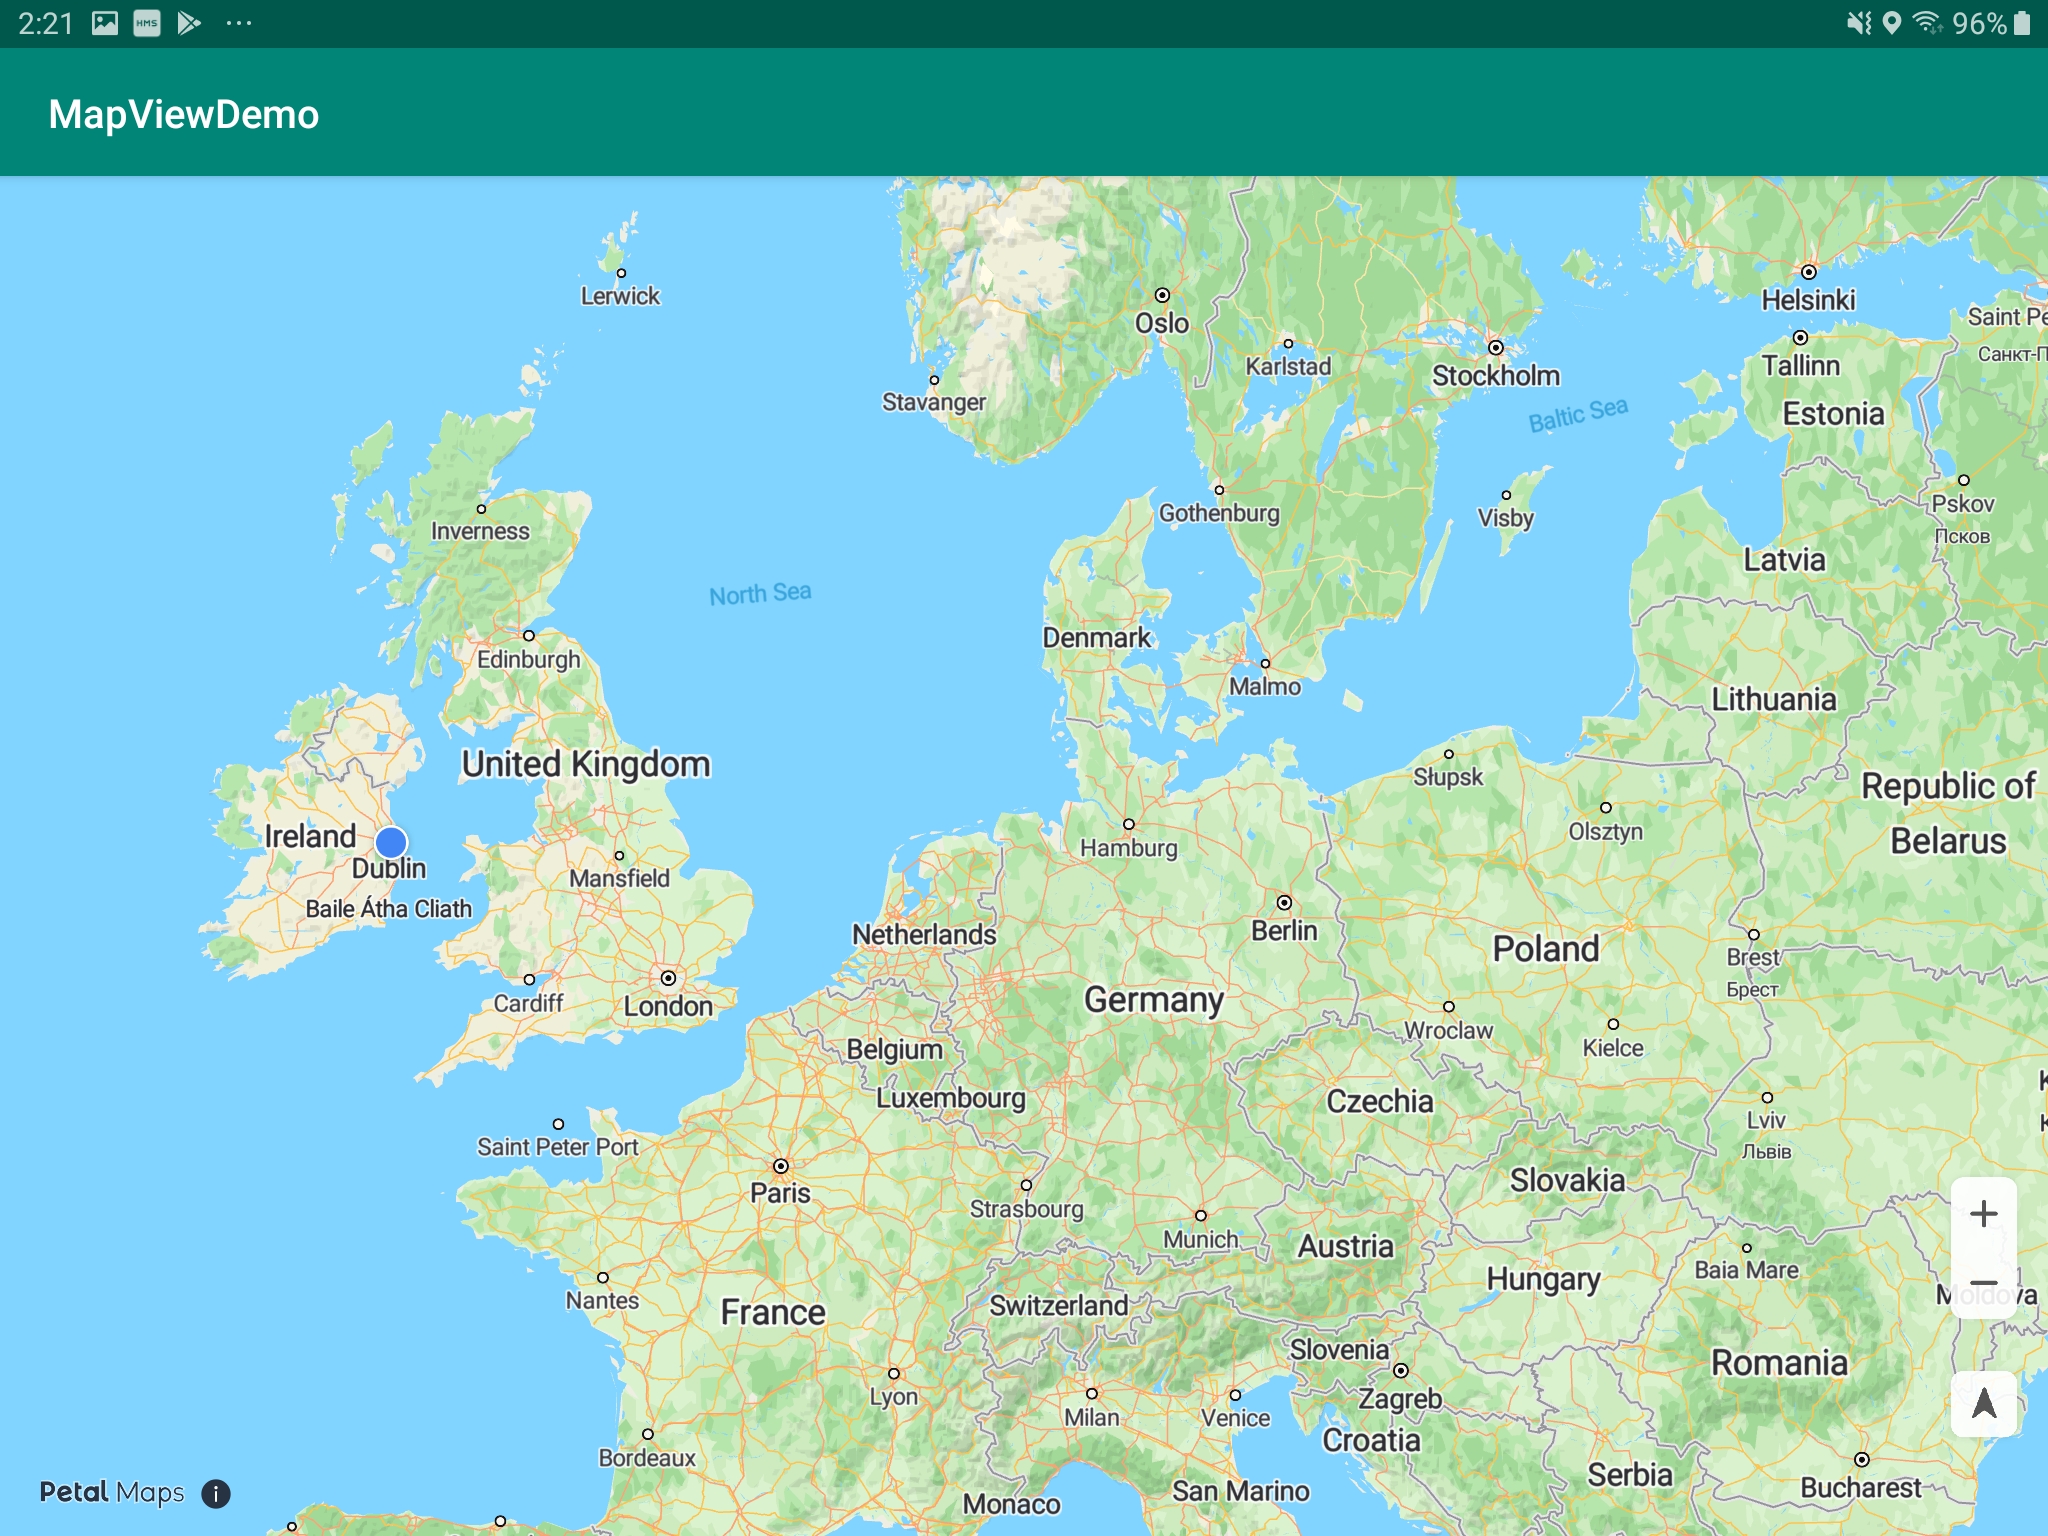 2:21
HMS
96%
MapViewDemo
Lerwick
Oslo
Helsinki
Saint Pe
Санкт-П
Karlstad
Stockholm
Tallinn
Stavanger
Baltic Sea
Estonia
Gothenburg
Visby
Pskov
Псков
Inverness
Latvia
North Sea
Denmark
Edinburgh
Malmo
Lithuania
United Kingdom
Słupsk
Republic of
Belarus
Ireland
Olsztyn
Hamburg
Dublin
Baile Átha Cliath
Mansfield
Netherlands
Berlin
Poland
Brest
Брест
Cardiff
London
Germany
Wroclaw
Kielce
Belgium
Luxembourg
Czechia
Lviv
Львів
Saint Peter Port
Paris
Strasbourg
Munich
Slovakia
Austria
Hungary
Baia Mare
Moldova
Nantes
France
Switzerland
Slovenia
Romania
Lyon
Milan
Venice
Zagreb
Croatia
Bordeaux
Serbia
Bucharest
San Marino
Monaco
Petal Maps